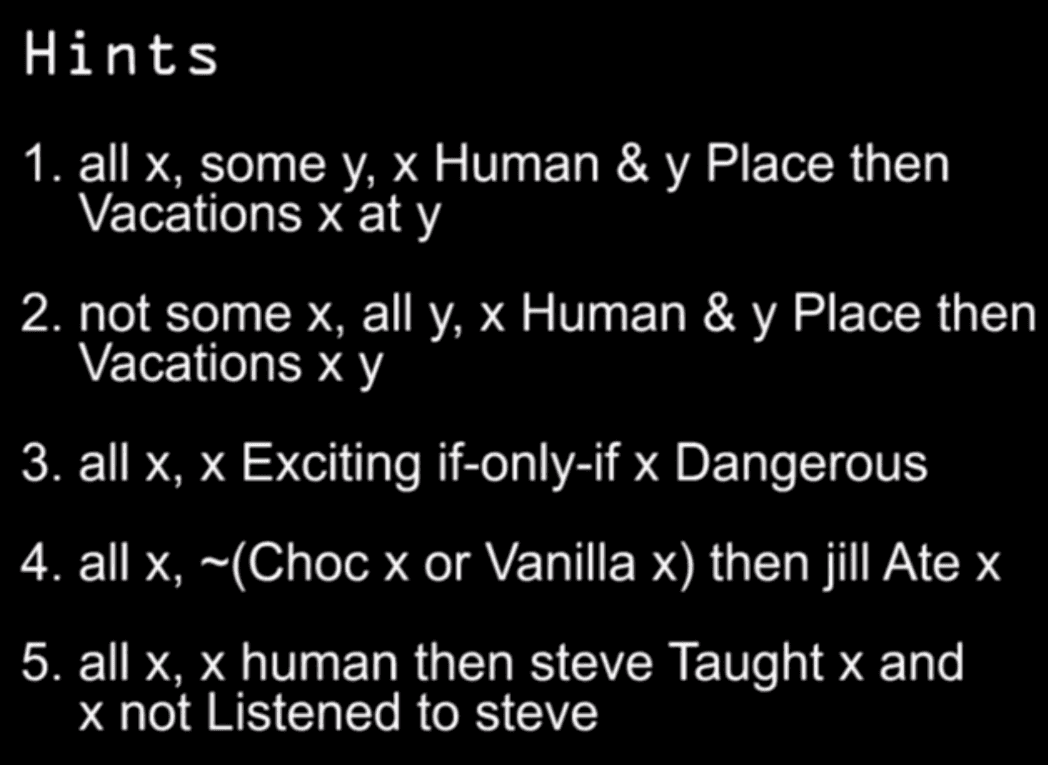 Hints
1. all x, some y, x Human & y Place then
Vacations x at y
2. not some x, all y, x Human & y Place then
Vacations x y
3. all x, x Exciting if-only-if x Dangerous
4. all x, ~(Choc x or Vanilla x) then jill Ate x
5. all x, x human then steve Taught x and
x not Listened to steve